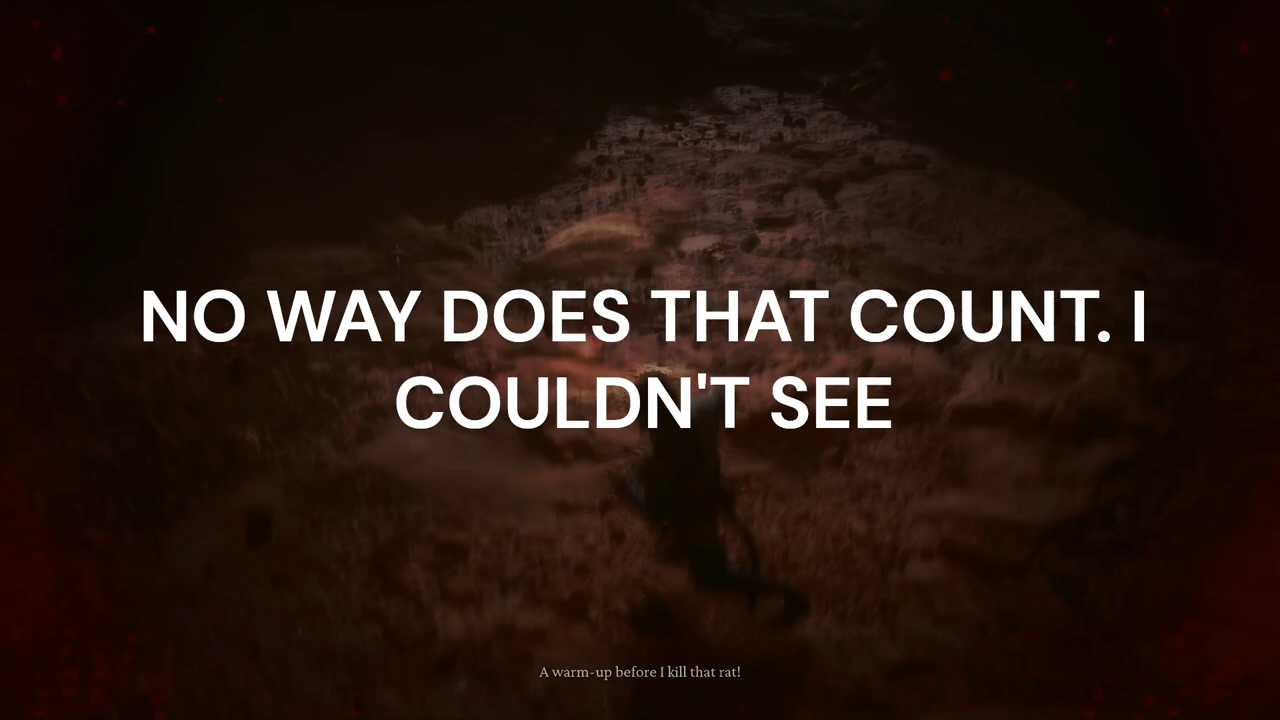 NO WAY DOES THAT COUNT. I
COULDN'T SEE
A warm-up before I kill that rat!